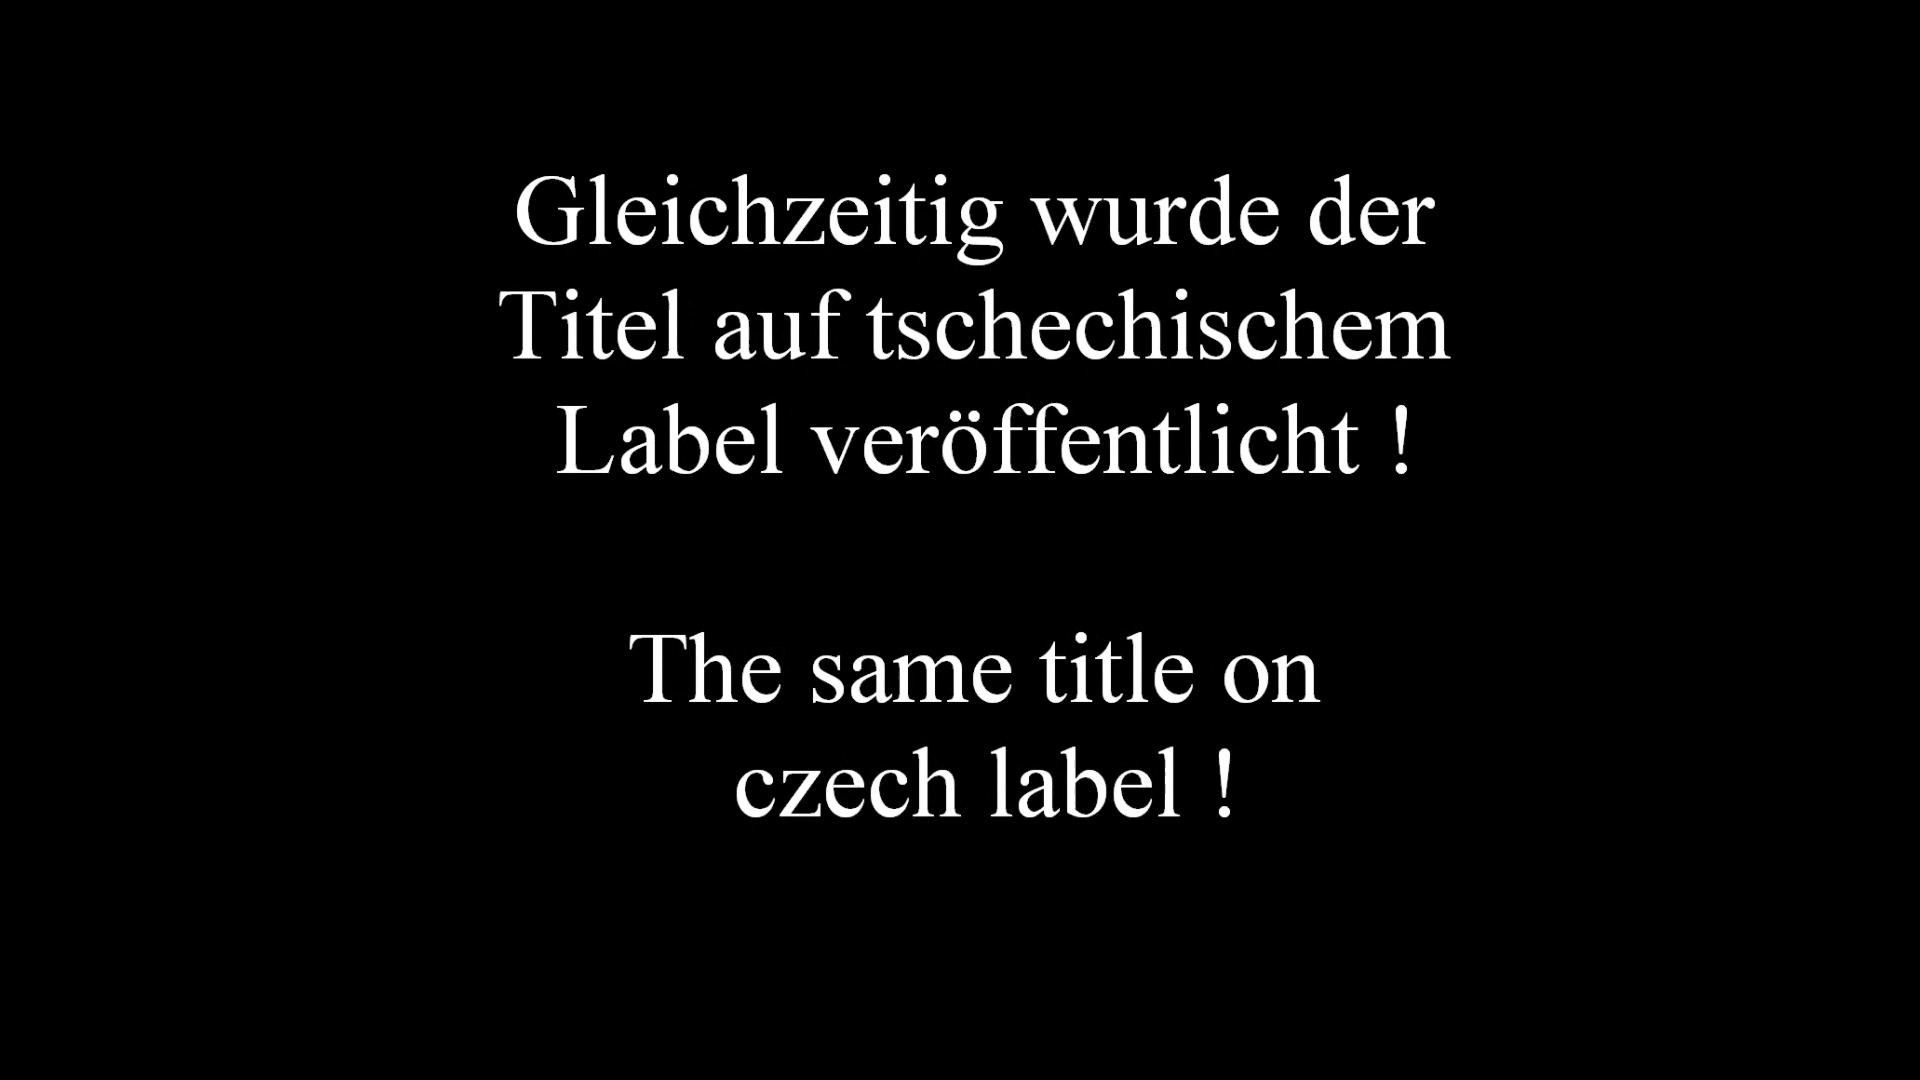 Gleichzeitig wurde der
Titel auf tschechischem
Label veröffentlicht !
The same title on
czech label !